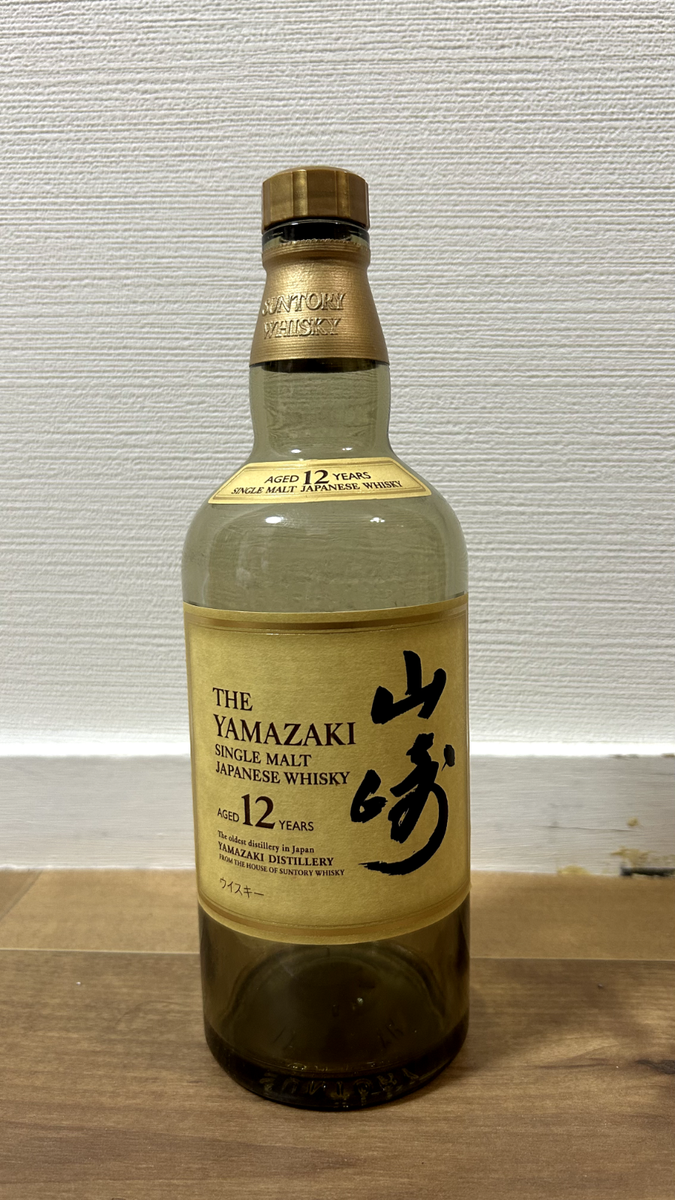 SUNTORY
WHISKY
AGED 12 YEARS
SINGLE MALT JAPANESE WHISKY
THE
YAMAZAKI
SINGLE MALT
JAPANESE WHISKY
AGED 12 YEARS
The oldest distillery in Japan
YAMAZAKI DISTILLERY
FROM THE HOUSE OF SUNTORY WHISKY
ウイスキー
山崎